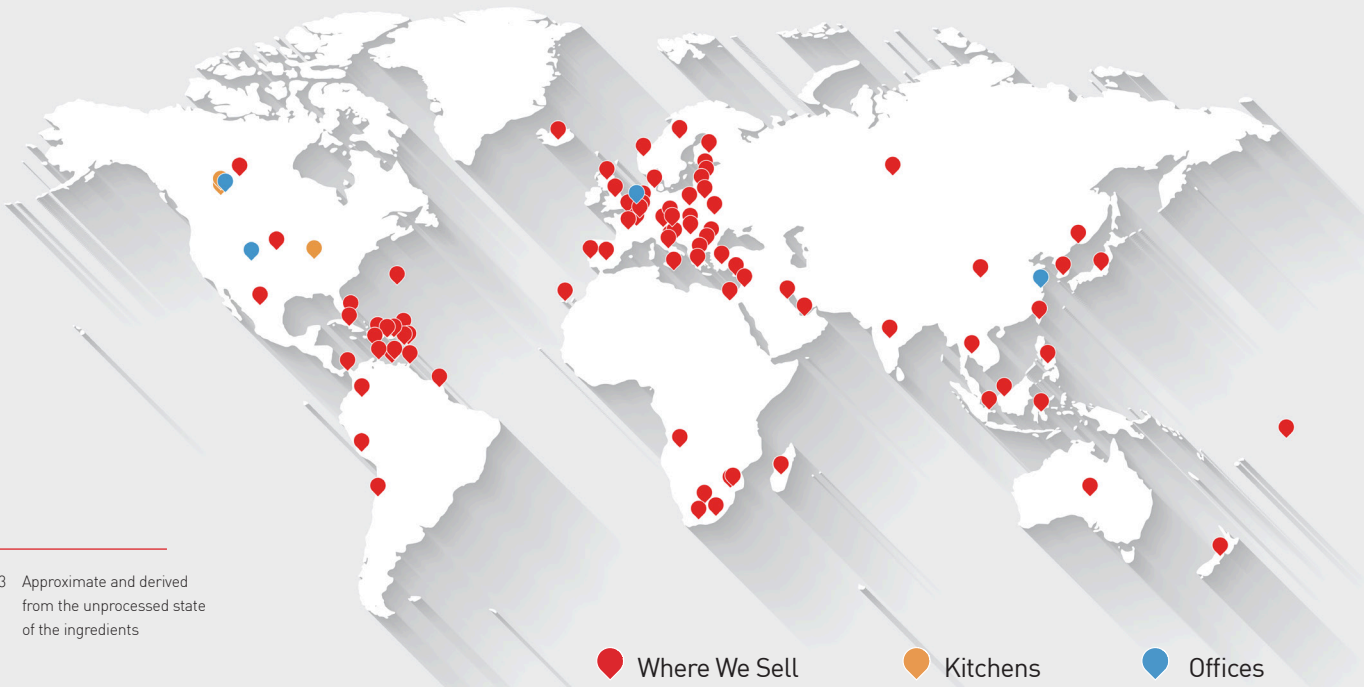 3 Approximate and derived
from the unprocessed state
of the ingredients
Where We Sell
Kitchens
Offices